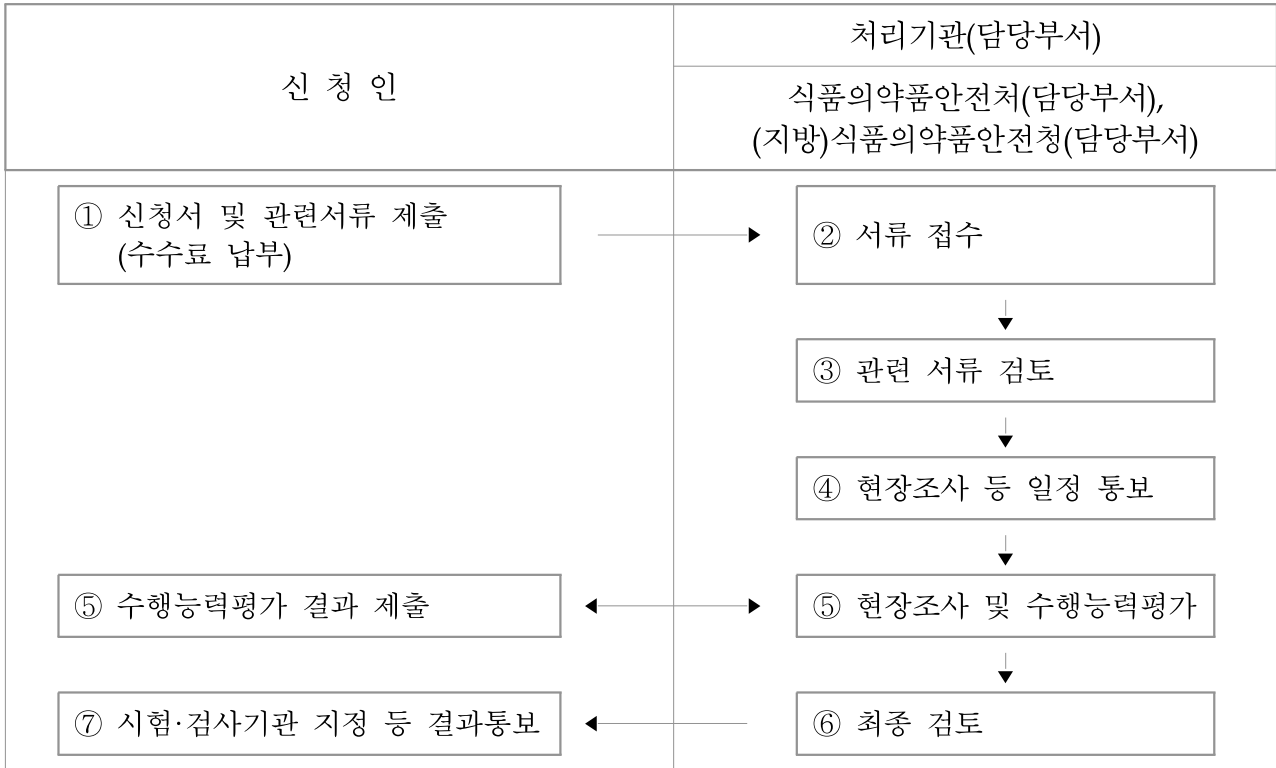 신 청 인
처리기관(담당부서)
식품의약품안전처(담당부서),
(지방)식품의약품안전청(담당부서)
① 신청서 및 관련서류 제출
(수수료 납부)
② 서류 접수
③ 관련 서류 검토
④ 현장조사 등 일정 통보
⑤ 수행능력평가 결과 제출
⑤ 현장조사 및 수행능력평가
⑦ 시험·검사기관 지정 등 결과통보
⑥ 최종 검토